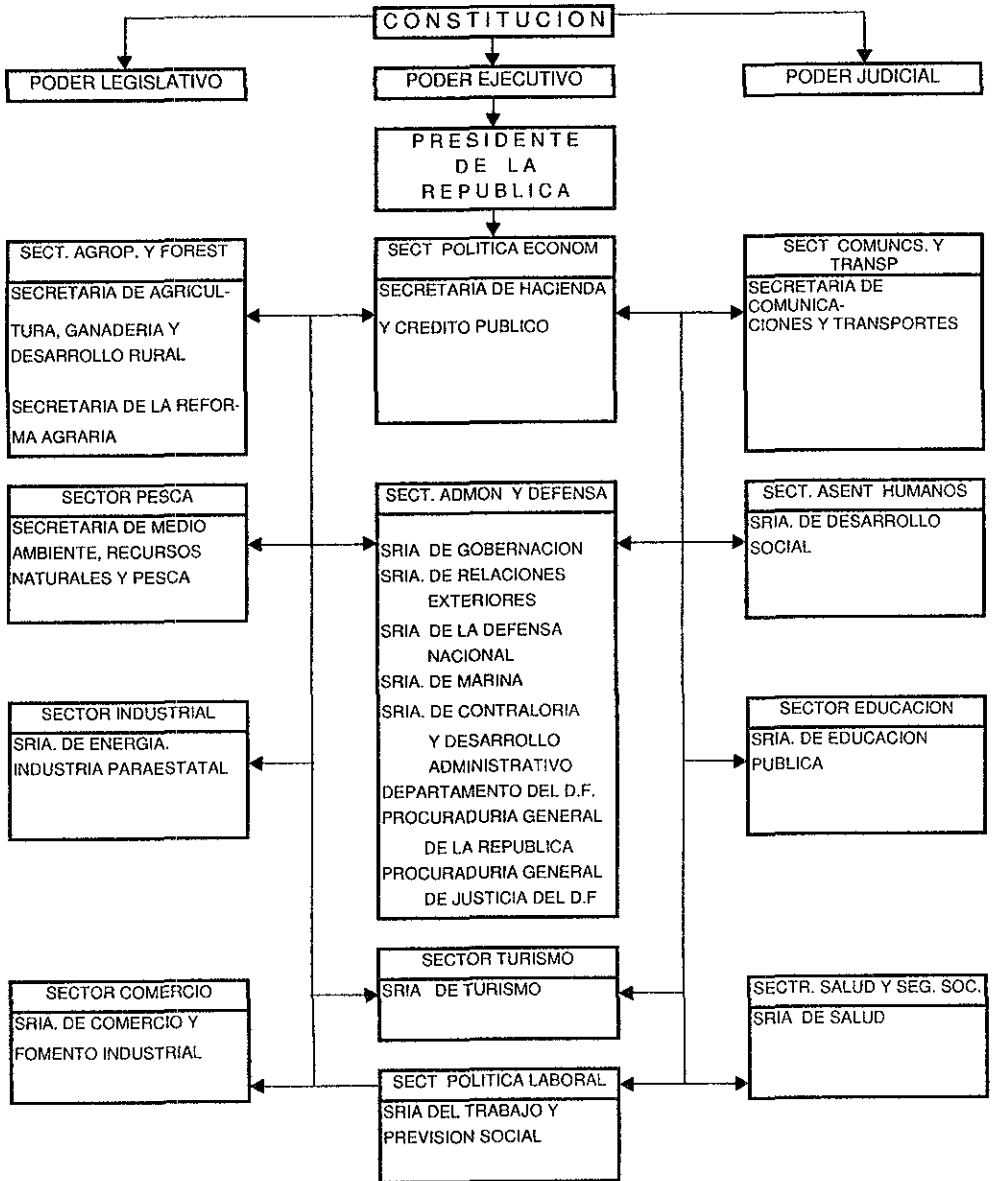 CONSTITUCION
PODER LEGISLATIVO
PODER EJECUTIVO
PODER JUDICIAL
PRESIDENTE
DE LA
REPUBLICA
SECT. AGROP. Y FOREST
SECRETARIA DE AGRICUL-
TURA, GANADERIA Y
DESARROLLO RURAL
SECRETARIA DE LA REFOR-
MA AGRARIA
SECT POLITICA ECONOM
SECRETARIA DE HACIENDA
Y CREDITO PUBLICO
SECT COMUNCS. Y
TRANSP
SECRETARIA DE
COMUNICA-
CIONES Y TRANSPORTES
SECTOR PESCA
SECRETARIA DE MEDIO
AMBIENTE, RECURSOS
NATURALES Y PESCA
SECT. ADMON Y DEFENSA
SRIA DE GOBERNACION
SRIA. DE RELACIONES
EXTERIORES
SRIA DE LA DEFENSA
NACIONAL
SRIA. DE MARINA
SRIA. DE CONTRALORIA
Y DESARROLLO
ADMINISTRATIVO
DEPARTAMENTO DEL D.F.
PROCURADURIA GENERAL
DE LA REPUBLICA
PROCURADURIA GENERAL
DE JUSTICIA DEL D.F
SECT. ASENT HUMANOS
SRIA. DE DESARROLLO
SOCIAL
SECTOR INDUSTRIAL
SRIA. DE ENERGIA.
INDUSTRIA PARAESTATAL
SECTOR EDUCACION
SRIA. DE EDUCACION
PUBLICA
SECTOR COMERCIO
SRIA. DE COMERCIO Y
FOMENTO INDUSTRIAL
SECTOR TURISMO
SRIA DE TURISMO
SECTR. SALUD Y SEG. SOC.
SRIA DE SALUD
SECT POLITICA LABORAL
SRIA DEL TRABAJO Y
PREVISION SOCIAL